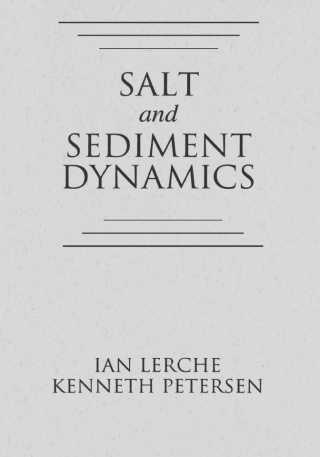 SALT
and
SEDIMENT
DYNAMICS
IAN LERCHE
KENNETH PETERSEN